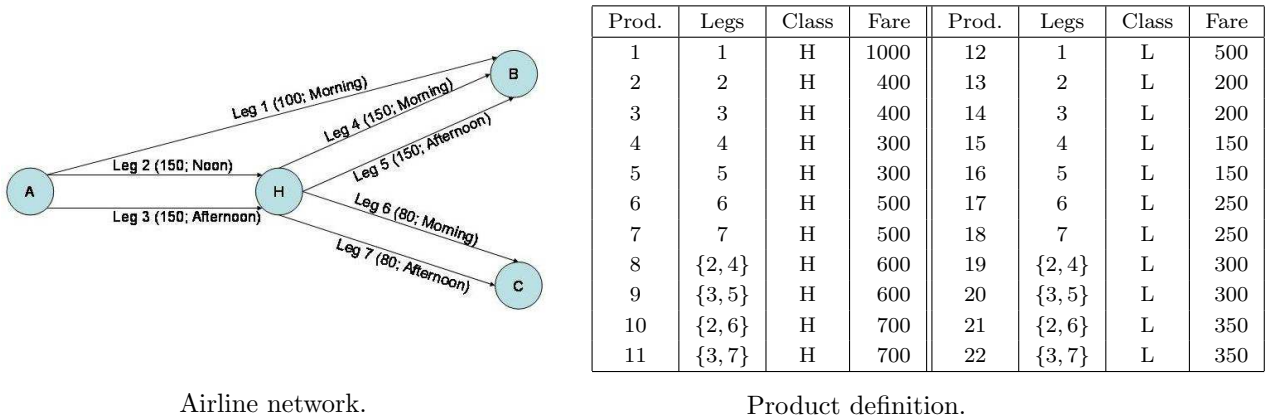 B
Leg 1 (100; Morning)
Leg 4 (150; Morning)
Leg 5 (150; Afternoon)
Leg 2 (150; Noon)
A
H
Leg 3 (150; Afternoon)
Leg 6 (80; Morning)
Leg 7 (80; Afternoon)
C
Airline network.
Prod. Legs Class Fare Prod. Legs Class Fare
1 1 H 1000 12 1 L 500
2 2 H 400 13 2 L 200
3 3 H 400 14 3 L 200
4 4 H 300 15 4 L 150
5 5 H 300 16 5 L 150
6 6 H 500 17 6 L 250
7 7 H 500 18 7 L 250
8 {2,4} H 600 19 {2,4} L 300
9 {3,5} H 600 20 {3,5} L 300
10 {2,6} H 700 21 {2,6} L 350
11 {3,7} H 700 22 {3,7} L 350
Product definition.